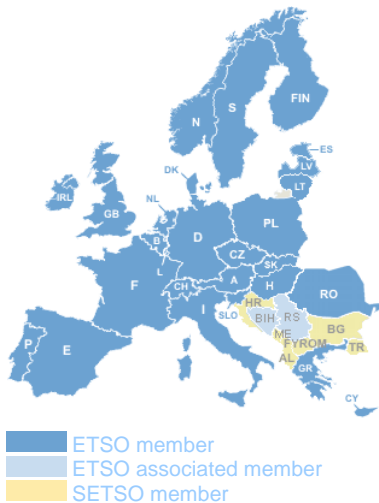 FIN
S
N
ES
LV
DK
LT
IRL
NL
GB
B
D
PL
L
CZ
SK
F
CH
A
H
RO
I
SLO
HR
BIH
RS
BG
ME
FYROM
TR
AL
P
E
GR
CY
ETSO member
ETSO associated member
SETSO member